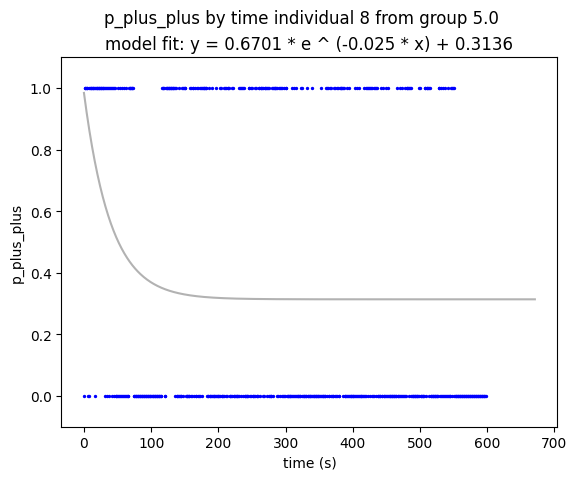 p_plus_plus by time individual 8 from group 5.0
model fit: y = 0.6701 * e ^ (-0.025 * x) + 0.3136
1.0
0.8
0.6
0.4
0.2
0.0
p_plus_plus
0 100 200 300 400 500 600 700
time (s)